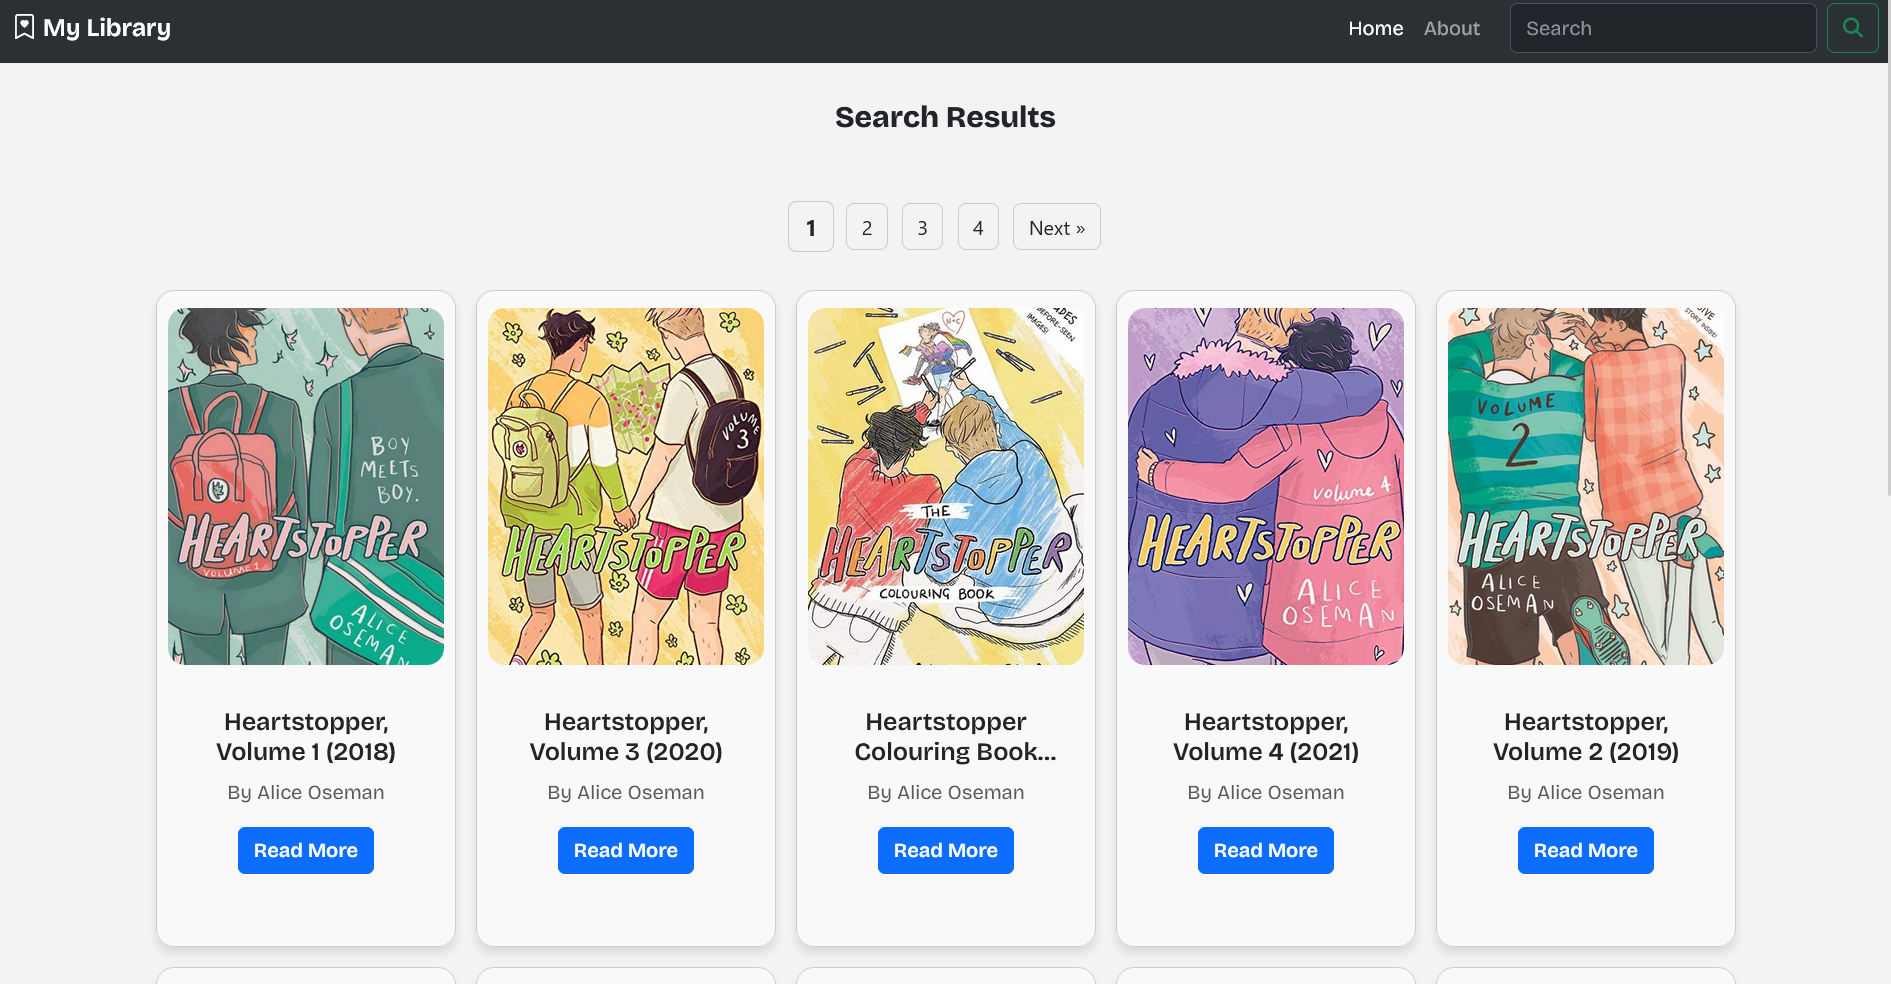 My Library
Home
About
Search
Search Results
1
2
3
4
Next »
BOY
MEETS
BOY.
HEARTSTOPPER
VOLUME 1
ALICE
OSEMAN
VOLUME
3
HEARTSTOPPER
N+C
BEFORE-SEEN
IMAGES!
THE
HEARTSTOPPER
COLOURING BOOK
volume 4
HEARTSTOPPER
ALICE
OSEMAN
STORY INSIDE!
VOLUME
2
HEARTSTOPPER
ALICE
OSEMAN
Heartstopper,
Volume 1 (2018)
By Alice Oseman
Read More
Heartstopper,
Volume 3 (2020)
By Alice Oseman
Read More
Heartstopper
Colouring Book...
By Alice Oseman
Read More
Heartstopper,
Volume 4 (2021)
By Alice Oseman
Read More
Heartstopper,
Volume 2 (2019)
By Alice Oseman
Read More